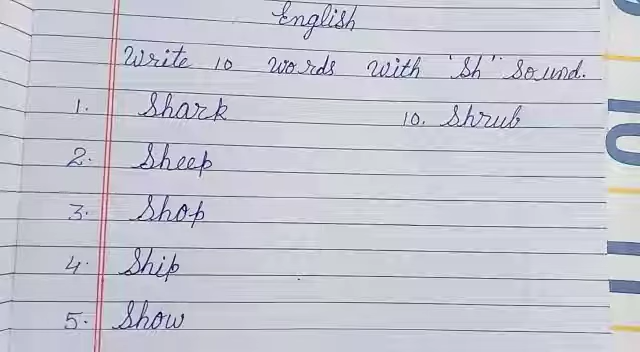 English
Write 10 words with "Sh" Sound.
1. Shark 10. Shrub
2. Sheep
3. Shop
4. Ship
5. Show